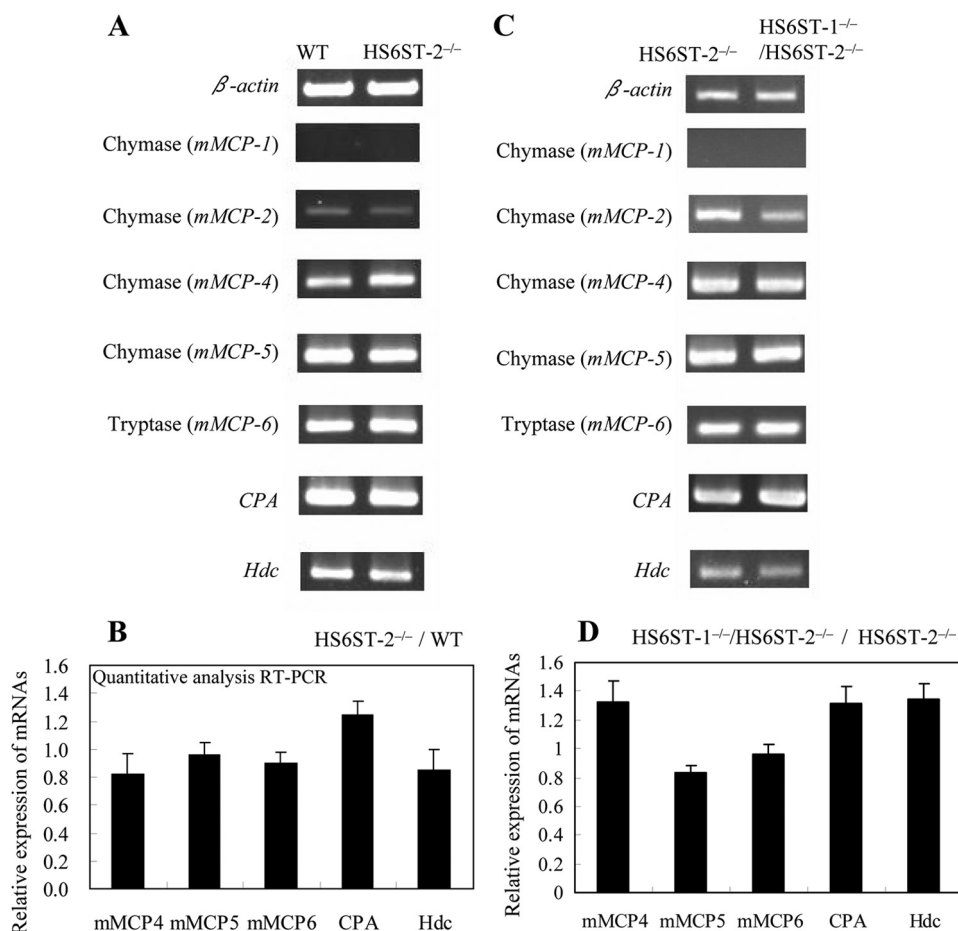 A
WT HS6ST-2⁻/⁻
β-actin
Chymase (mMCP-1)
Chymase (mMCP-2)
Chymase (mMCP-4)
Chymase (mMCP-5)
Tryptase (mMCP-6)
CPA
Hdc
C
HS6ST-1⁻/⁻
HS6ST-2⁻/⁻ /HS6ST-2⁻/⁻
β-actin
Chymase (mMCP-1)
Chymase (mMCP-2)
Chymase (mMCP-4)
Chymase (mMCP-5)
Tryptase (mMCP-6)
CPA
Hdc
B
HS6ST-2⁻/⁻ / WT
Quantitative analysis RT-PCR
Relative expression of mRNAs
1.6
1.4
1.2
1.0
0.8
0.6
0.4
0.2
0.0
mMCP4 mMCP5 mMCP6 CPA Hdc
D
HS6ST-1⁻/⁻/HS6ST-2⁻/⁻ / HS6ST-2⁻/⁻
Relative expression of mRNAs
1.6
1.4
1.2
1
0.8
0.6
0.4
0.2
0
mMCP4 mMCP5 mMCP6 CPA Hdc